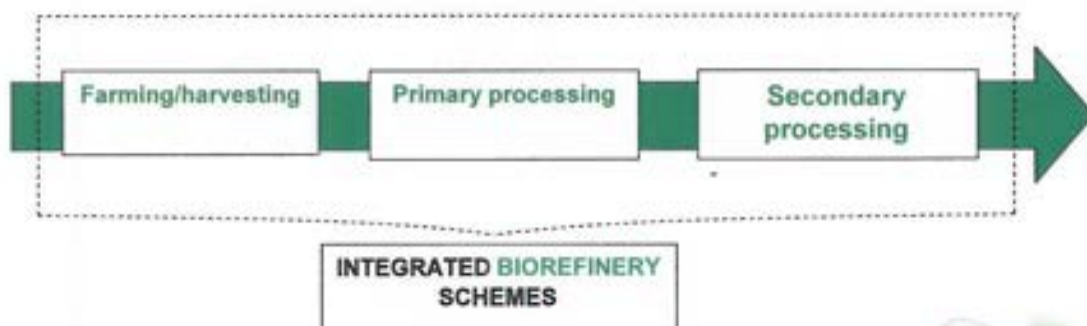 Farming/harvesting
Primary processing
Secondary
processing
INTEGRATED BIOREFINERY
SCHEMES